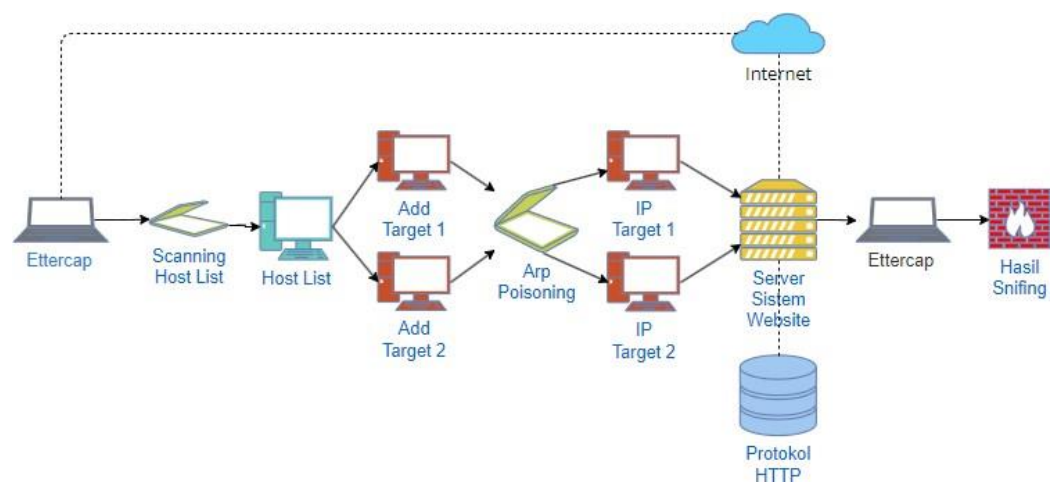 Internet
Ettercap
Scanning
Host List
Host List
Add
Target 1
Add
Target 2
Arp
Poisoning
IP
Target 1
IP
Target 2
Server
Sistem
Website
Ettercap
Hasil
Snifing
Protokol
HTTP